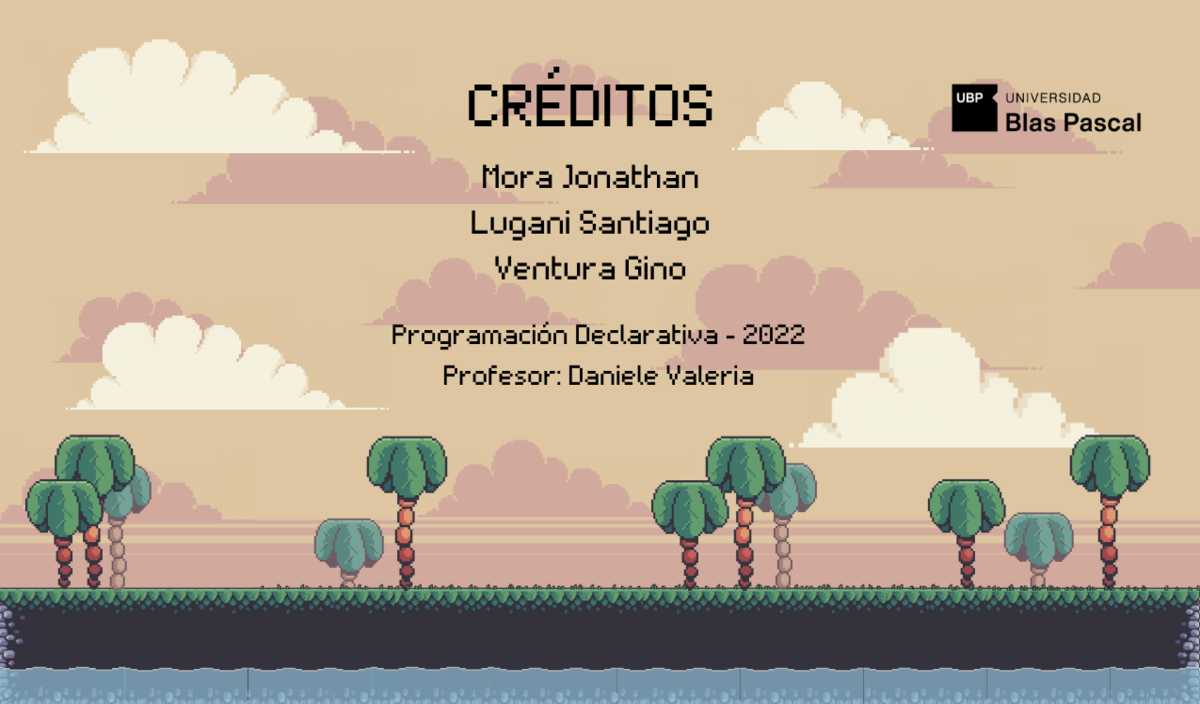 CRÉDITOS
UBP
UNIVERSIDAD
Blas Pascal
Mora Jonathan
Lugani Santiago
Ventura Gino
Programación Declarativa - 2022
Profesor: Daniele Valeria